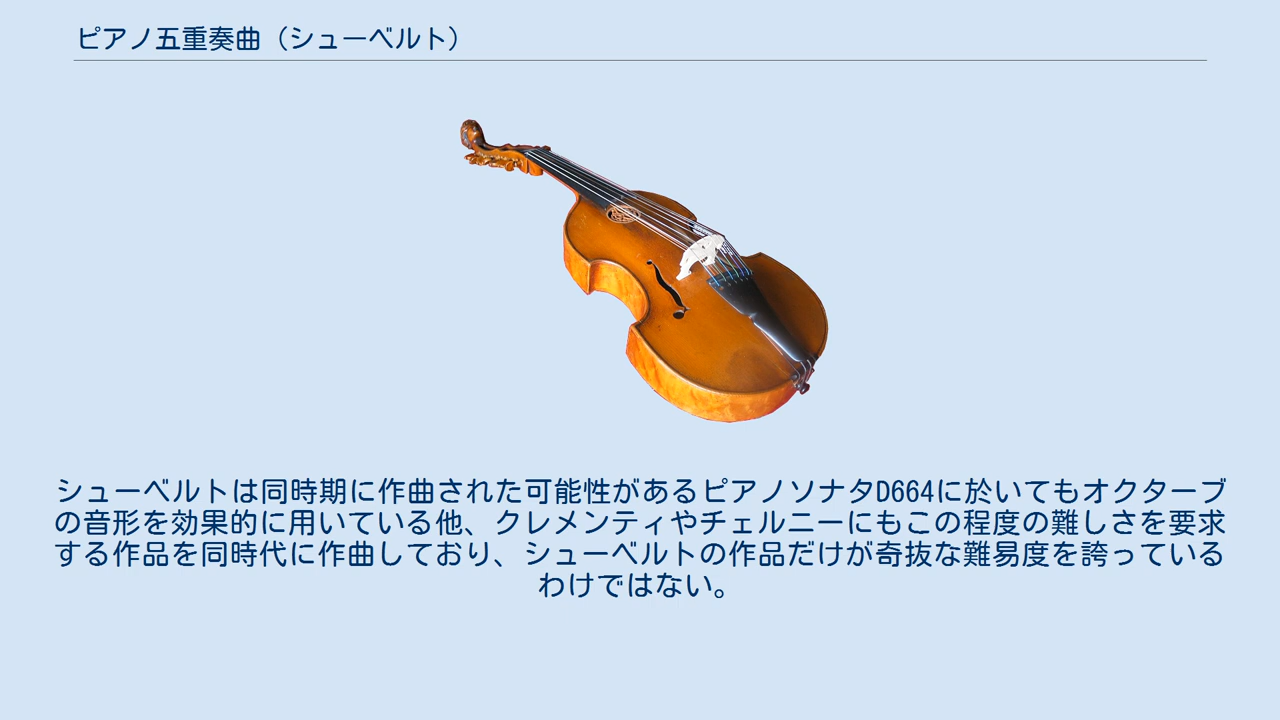 ピアノ五重奏曲（シューベルト）
シューベルトは同時期に作曲された可能性があるピアノソナタD664に於いてもオクターブ
の音形を効果的に用いている他、クレメンティやチェルニーにもこの程度の難しさを要求
する作品を同時代に作曲しており、シューベルトの作品だけが奇抜な難易度を誇っている
わけではない。